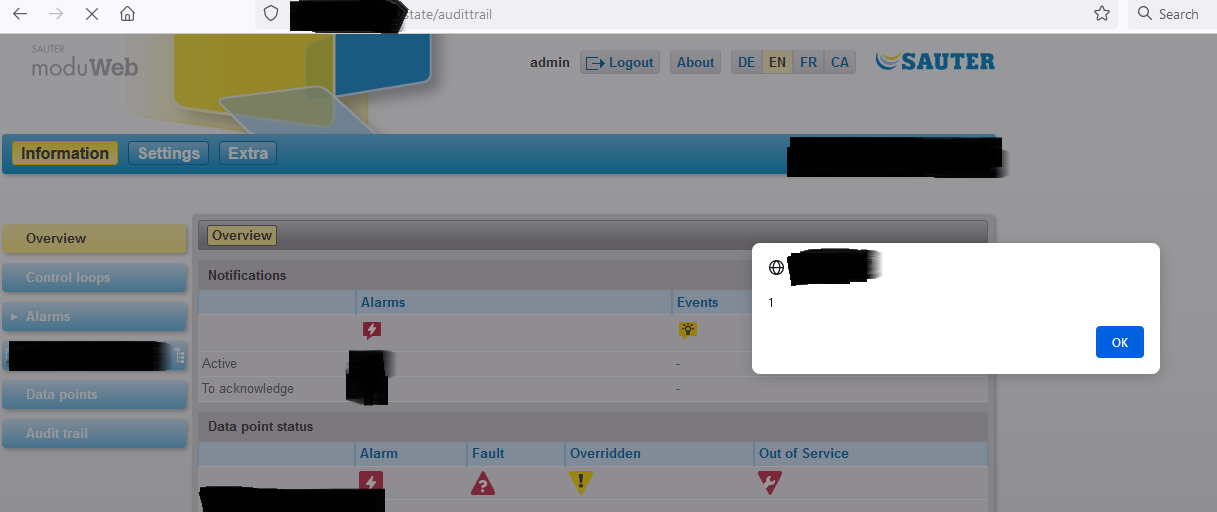 state/audittrail
Search
SAUTER
moduWeb
admin
Logout
About
DE
EN
FR
CA
SAUTER
Information
Settings
Extra
Overview
Control loops
Alarms
Data points
Audit trail
Overview
Notifications
Alarms
Events
Active
-
To acknowledge
-
Data point status
Alarm
Fault
Overridden
Out of Service
1
OK